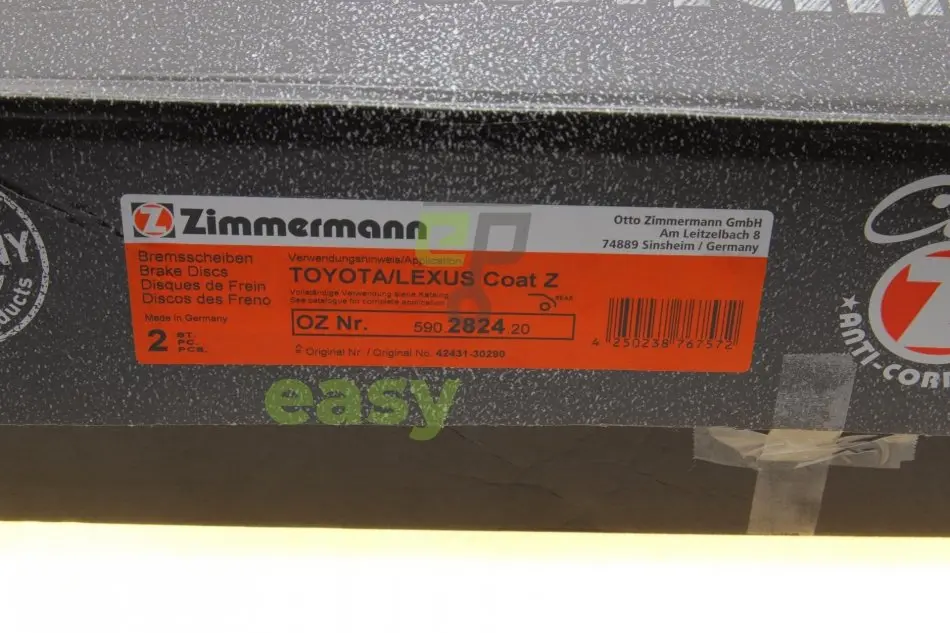 Zimmermann
Otto Zimmermann GmbH
Am Leitzelbach 8
74889 Sinsheim / Germany
Bremsscheiben
Brake Discs
Disques de Frein
Discos des Freno
Made in Germany
2 ST.
PC.
PCS.
Verwendungshinweis/Application
TOYOTA/LEXUS Coat Z
Vollständige Verwendung siehe Katalog
See catalogue for complete application
REAR
OZ Nr. 590 2824 20
Original Nr. / Original No. 42431-30290
4 250238 767572
easy
ANTI-CORR
Z